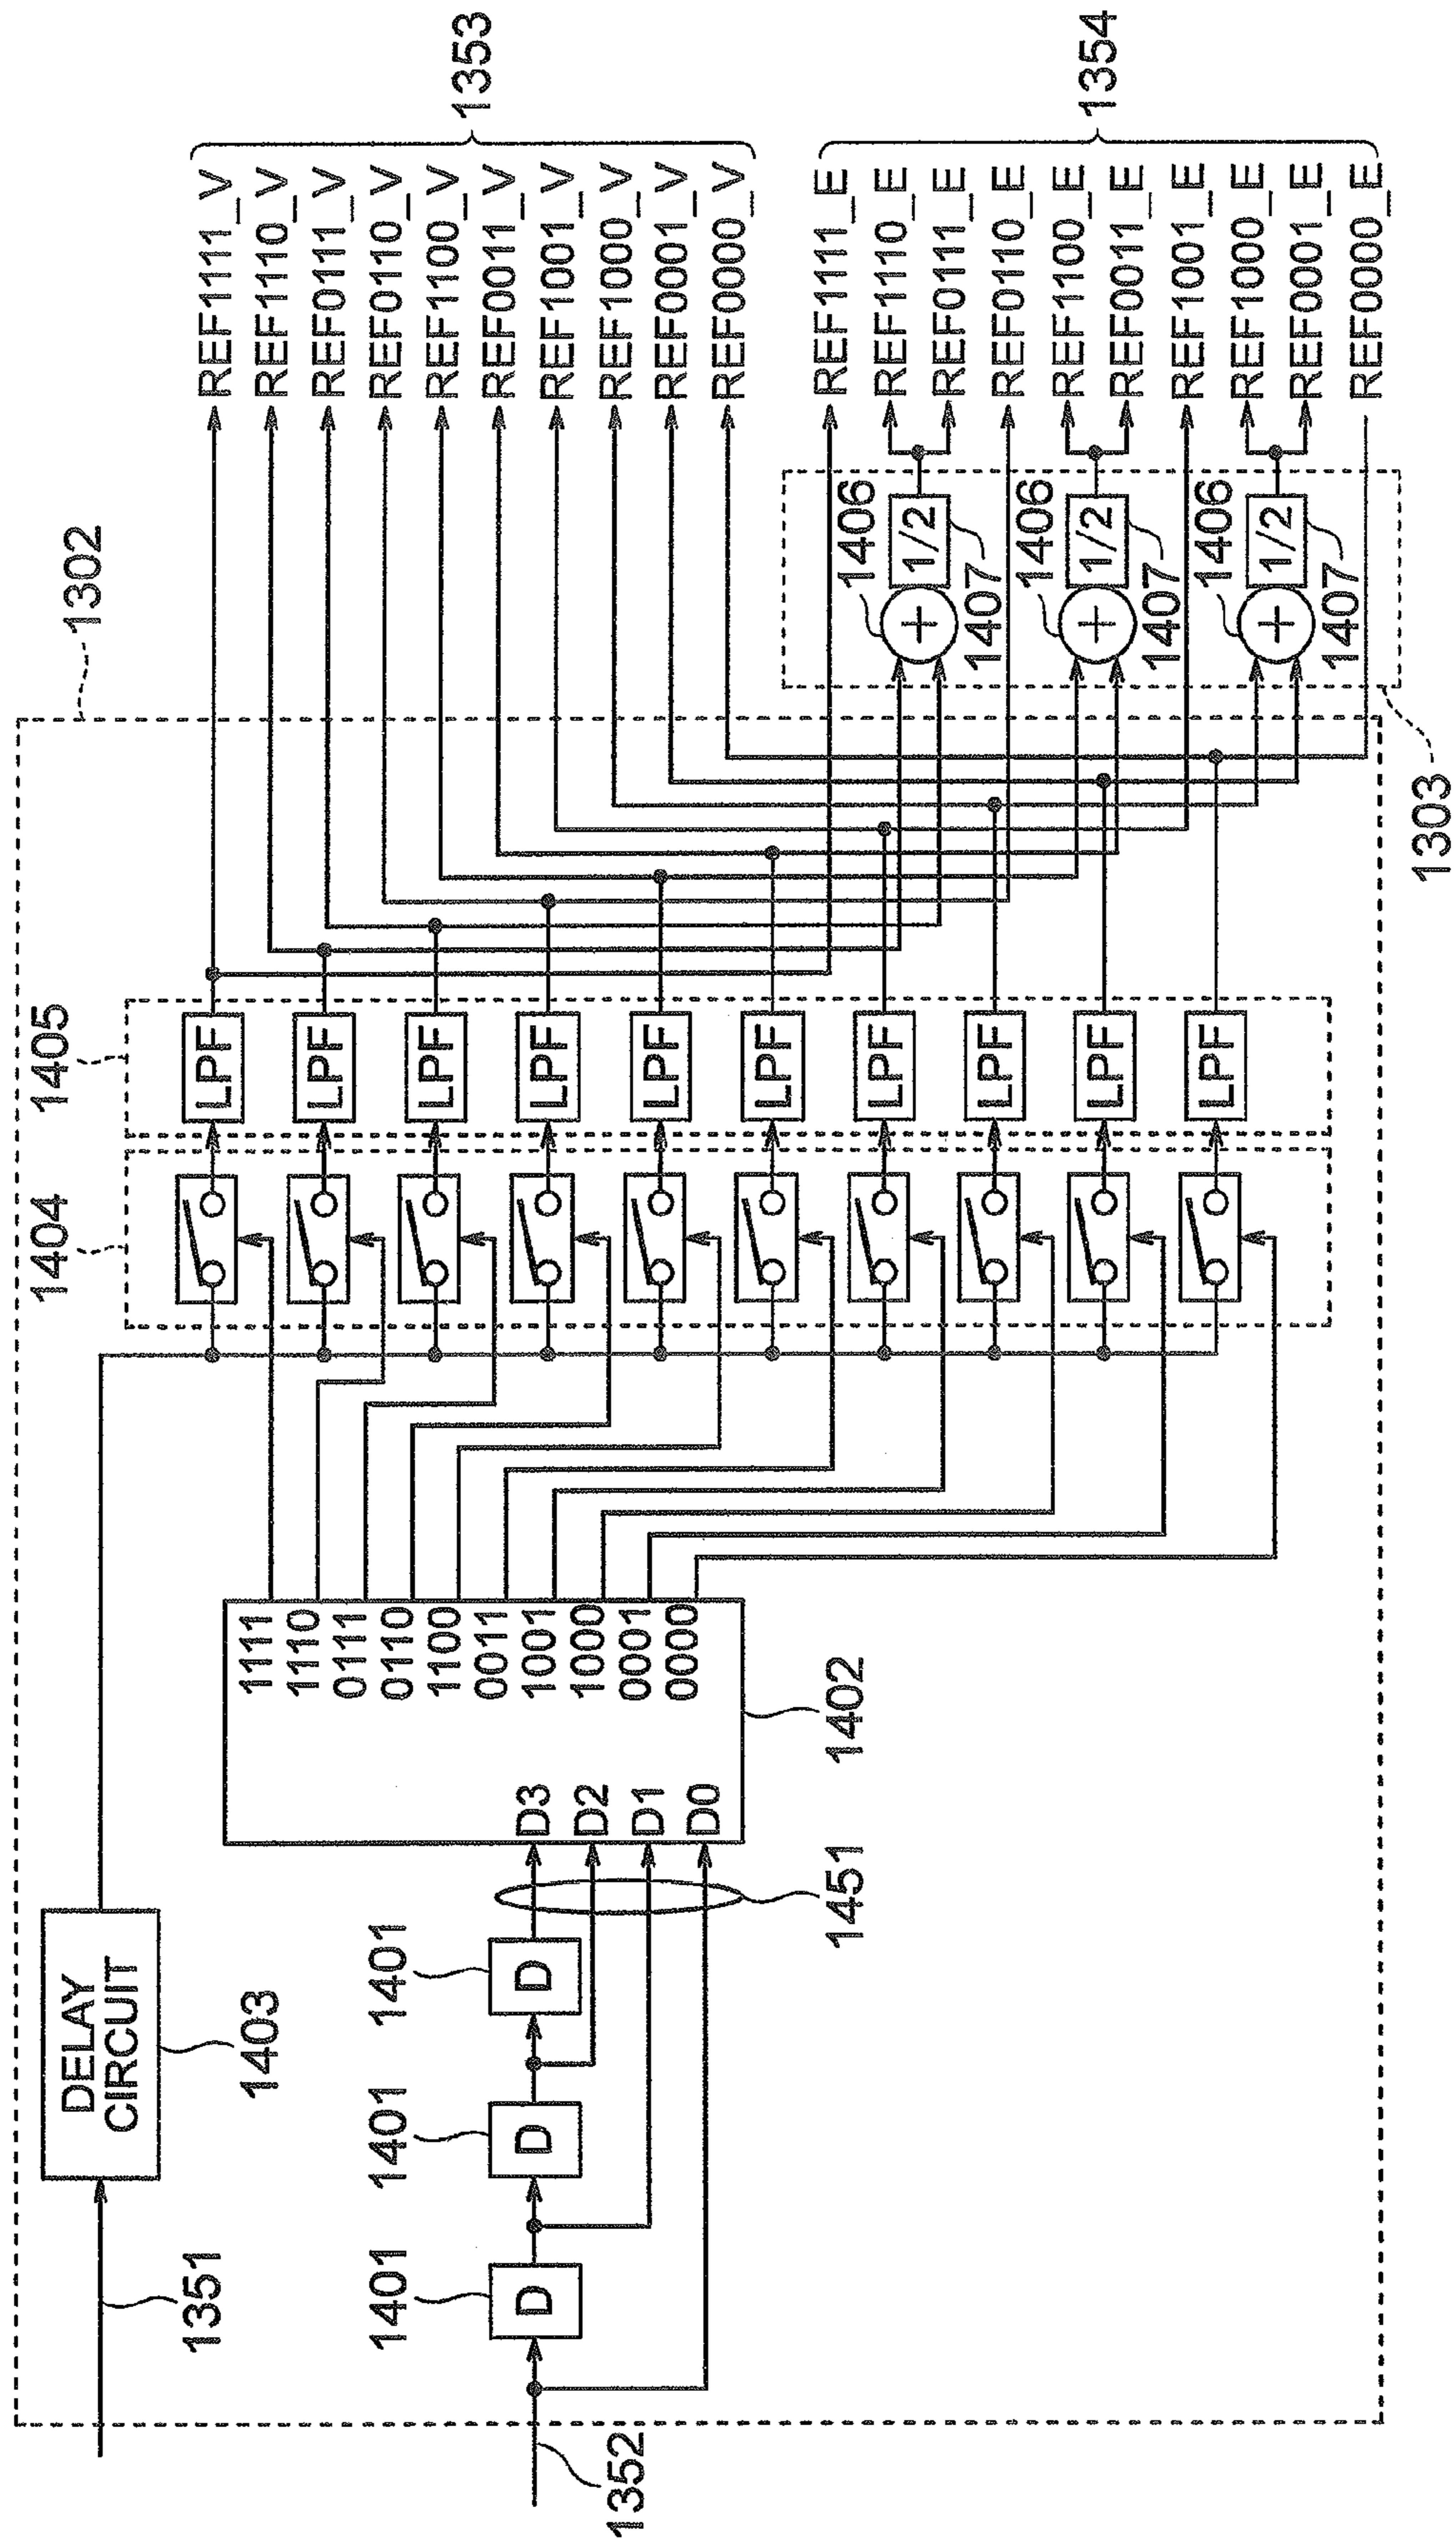 1302
1351
DELAY
CIRCUIT
1403
1352
D
1401
D
1401
D
1401
1451
D3
D2
D1
D0
1402
1111
1110
0111
0110
1100
0011
1001
1000
0001
0000
1404
1405
LPF
LPF
LPF
LPF
LPF
LPF
LPF
LPF
LPF
LPF
REF1111_V
REF1110_V
REF0111_V
REF0110_V
REF1100_V
REF0011_V
REF1001_V
REF1000_V
REF0001_V
REF0000_V
1353
1303
+
1406
1/2
1407
+
1406
1/2
1407
+
1406
1/2
1407
REF1111_E
REF1110_E
REF0111_E
REF0110_E
REF1100_E
REF0011_E
REF1001_E
REF1000_E
REF0001_E
REF0000_E
1354